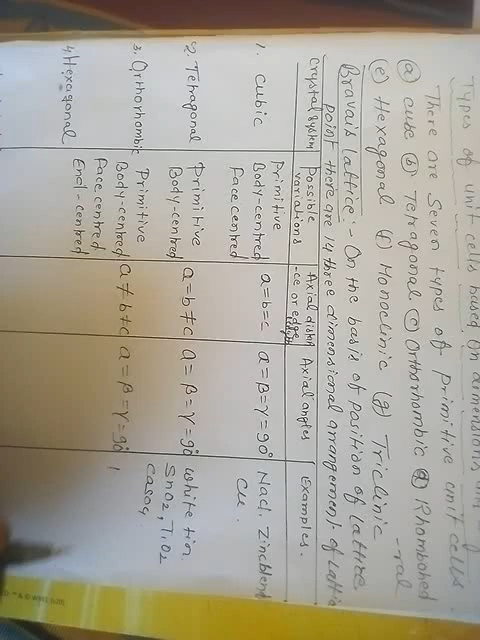 Types of unit cells based on dimensions and
There are Seven types of primitive unit cells.
(a) cube (b) Tetragonal (c) Orthorhombic (d) Rhombohed
-ral
(e) Hexagonal (f) Monoclinic (g) Triclinic
Bravais lattice :- On the basis of position of lattice
point there are 14 three dimensional arrangement of lattic
Crystal System Possible variations Axial distan -ce or edge Axial angles Examples.
1. Cubic Primitive a=b=c α=β=γ=90° Nacl, Zincblend
Body-centred Cu.
face centred
2. Tetragonal Primitive a=b≠c α=β=γ=90° White tin
Body-centred SnO2, TiO2
3. Orthorhombic Primitive a≠b≠c α=β=γ=90° CaSO4
Body-centred
face centred
End-centred
4. Hexagonal